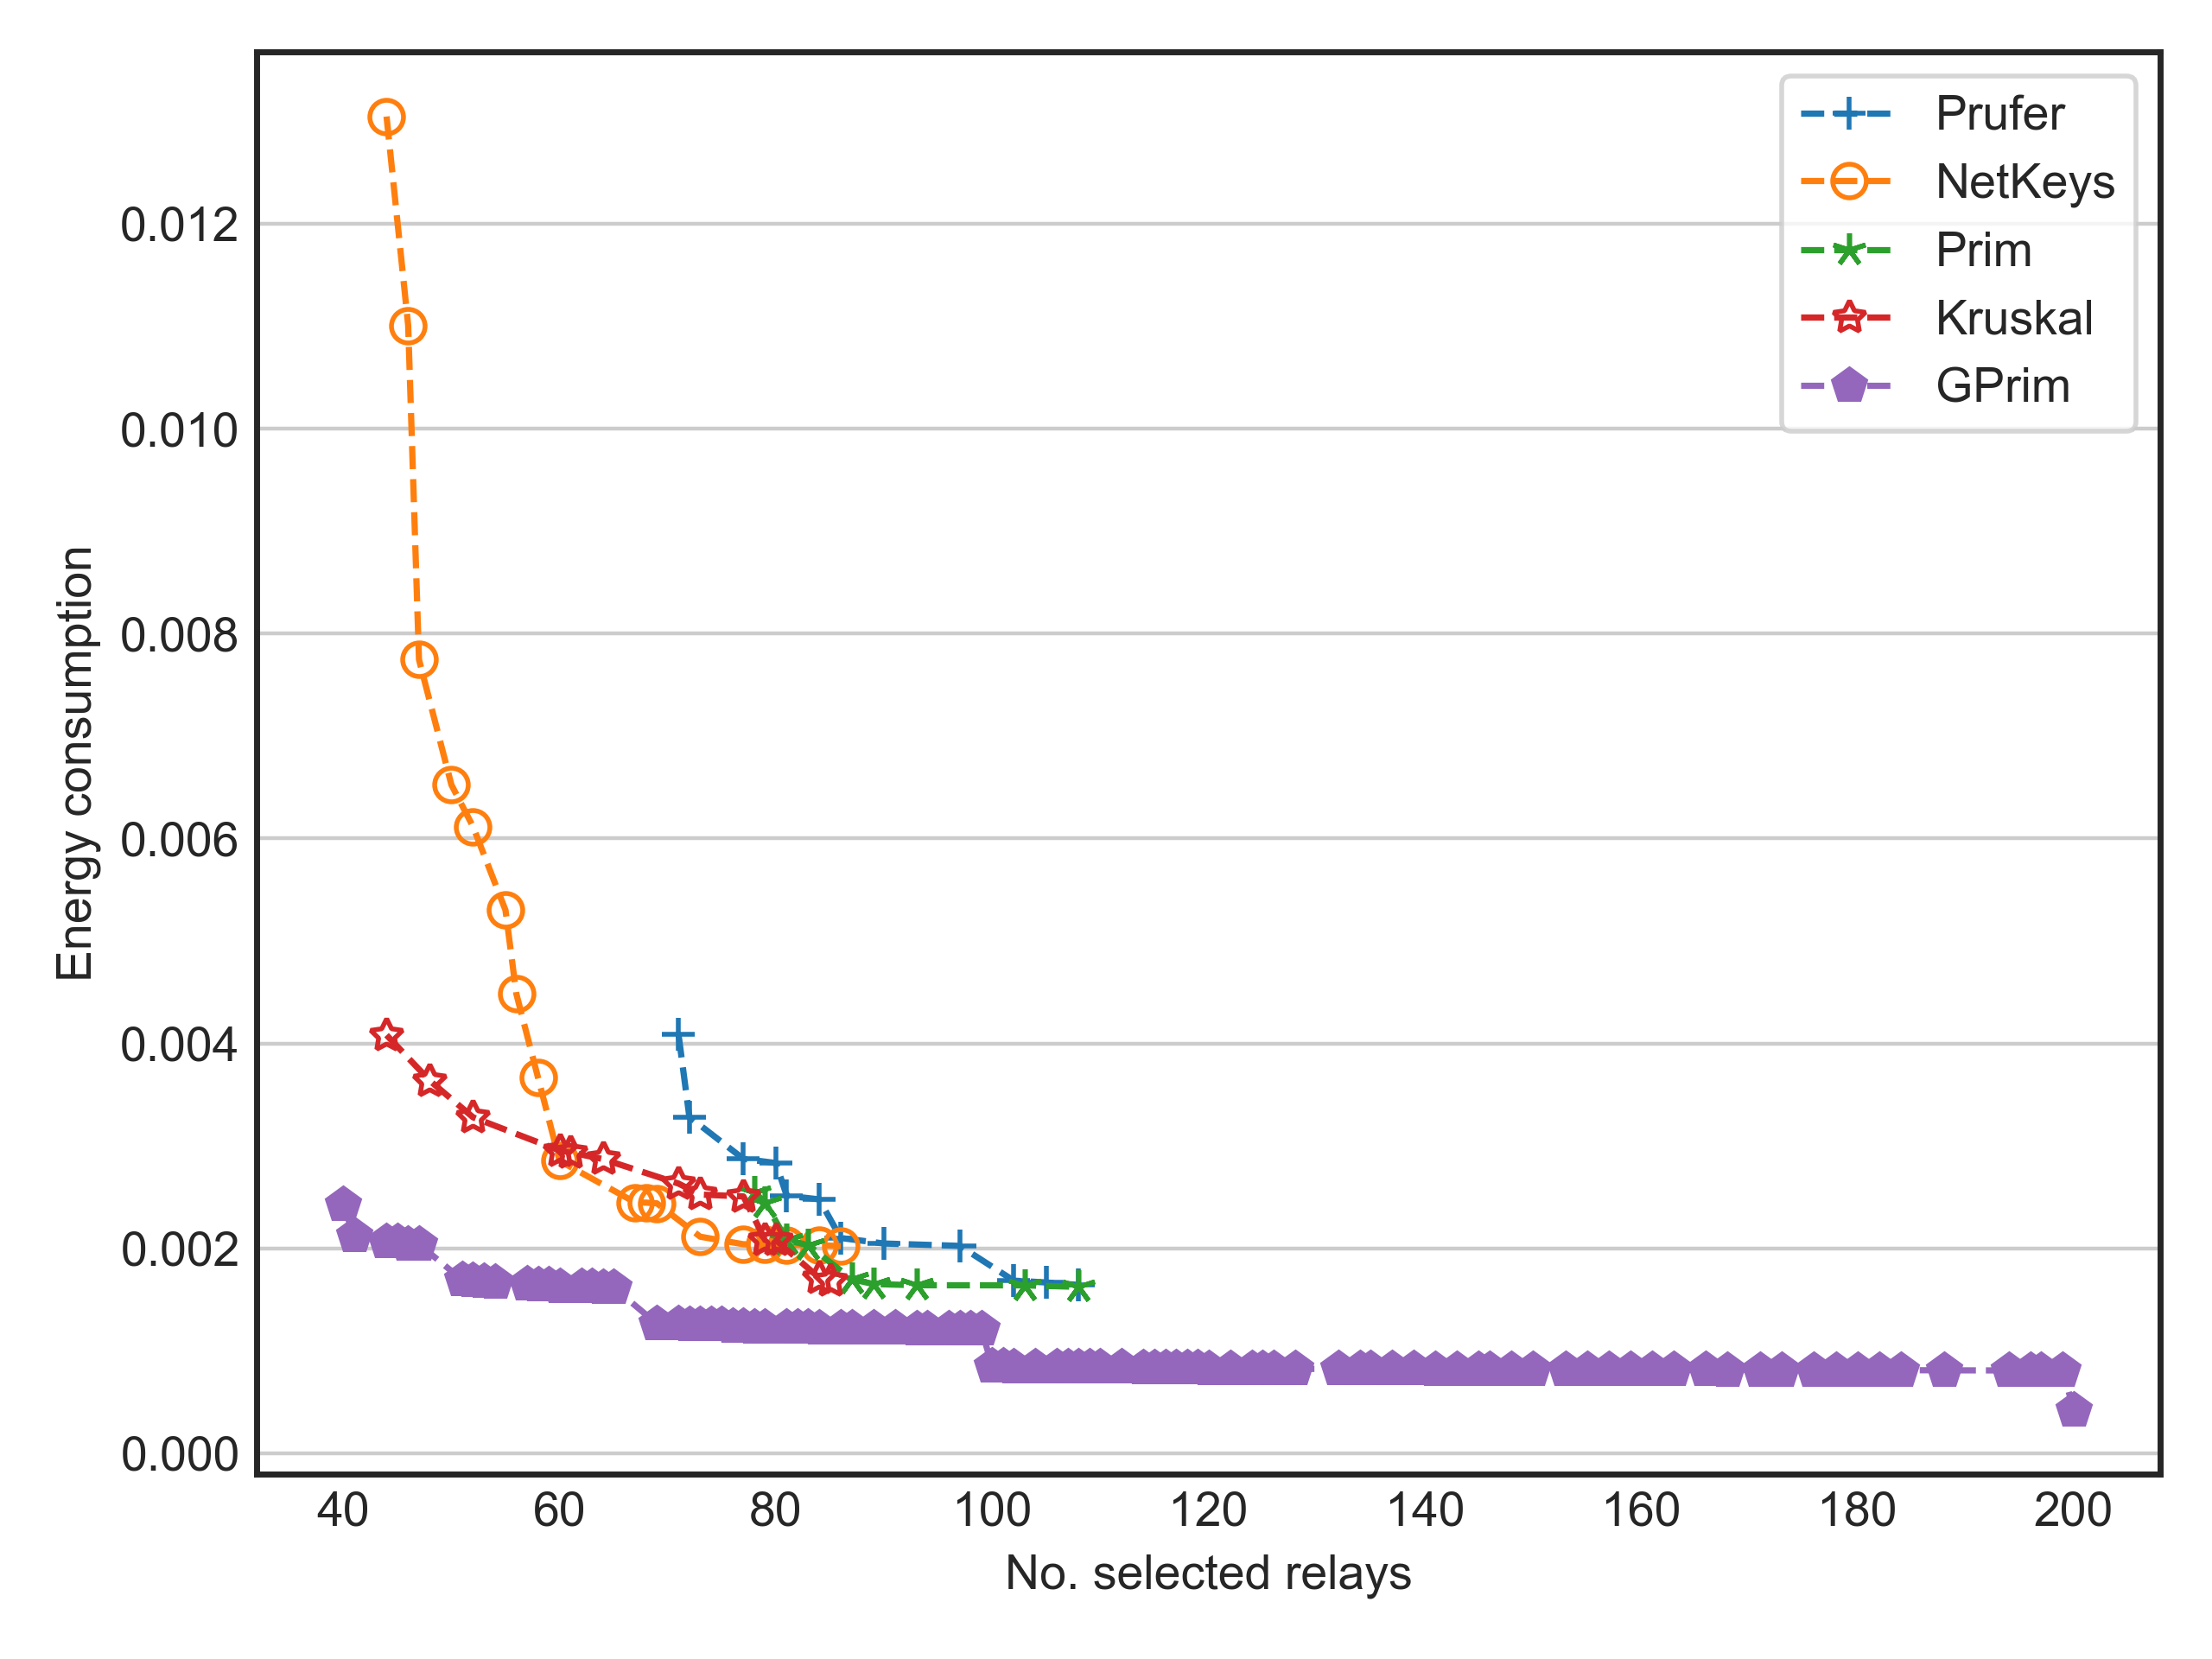 Prufer
NetKeys
Prim
Kruskal
GPrim
0.012
0.010
0.008
0.006
0.004
0.002
0.000
Energy consumption
40 60 80 100 120 140 160 180 200
No. selected relays